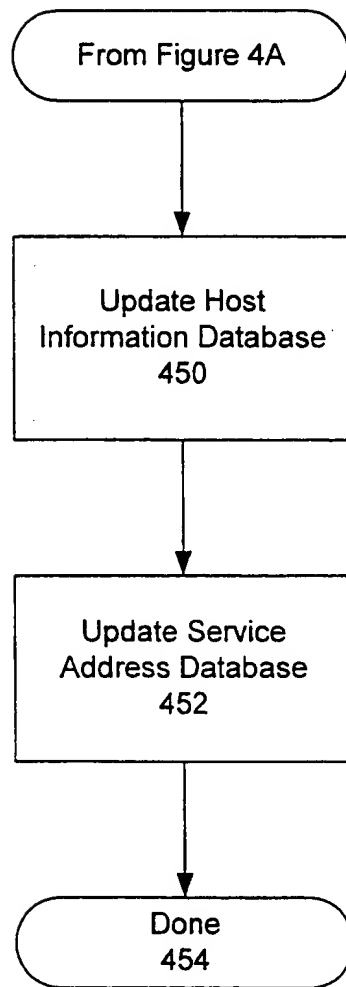 From Figure 4A
Update Host
Information Database
450
Update Service
Address Database
452
Done
454